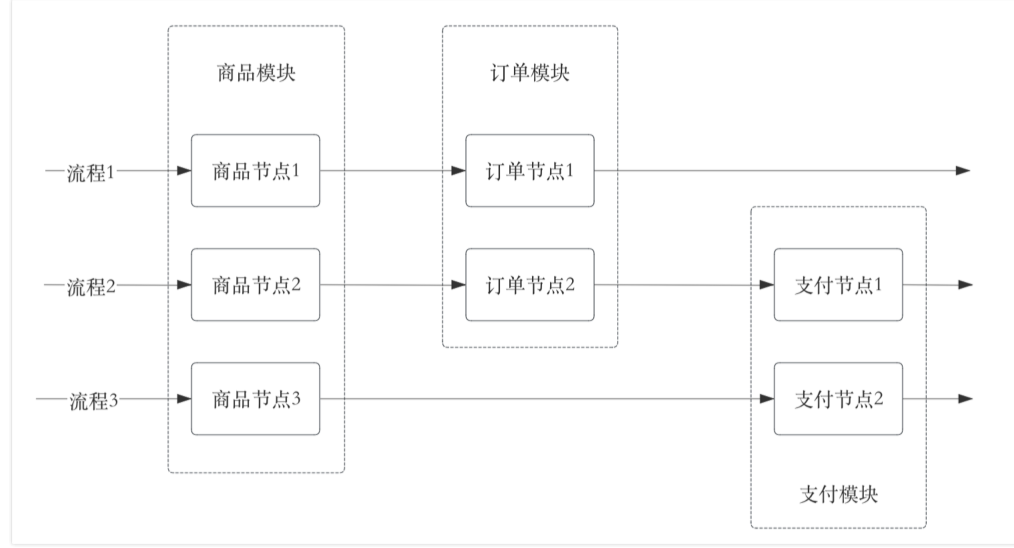 商品模块
订单模块
流程1
商品节点1
订单节点1
流程2
商品节点2
订单节点2
支付节点1
流程3
商品节点3
支付节点2
支付模块